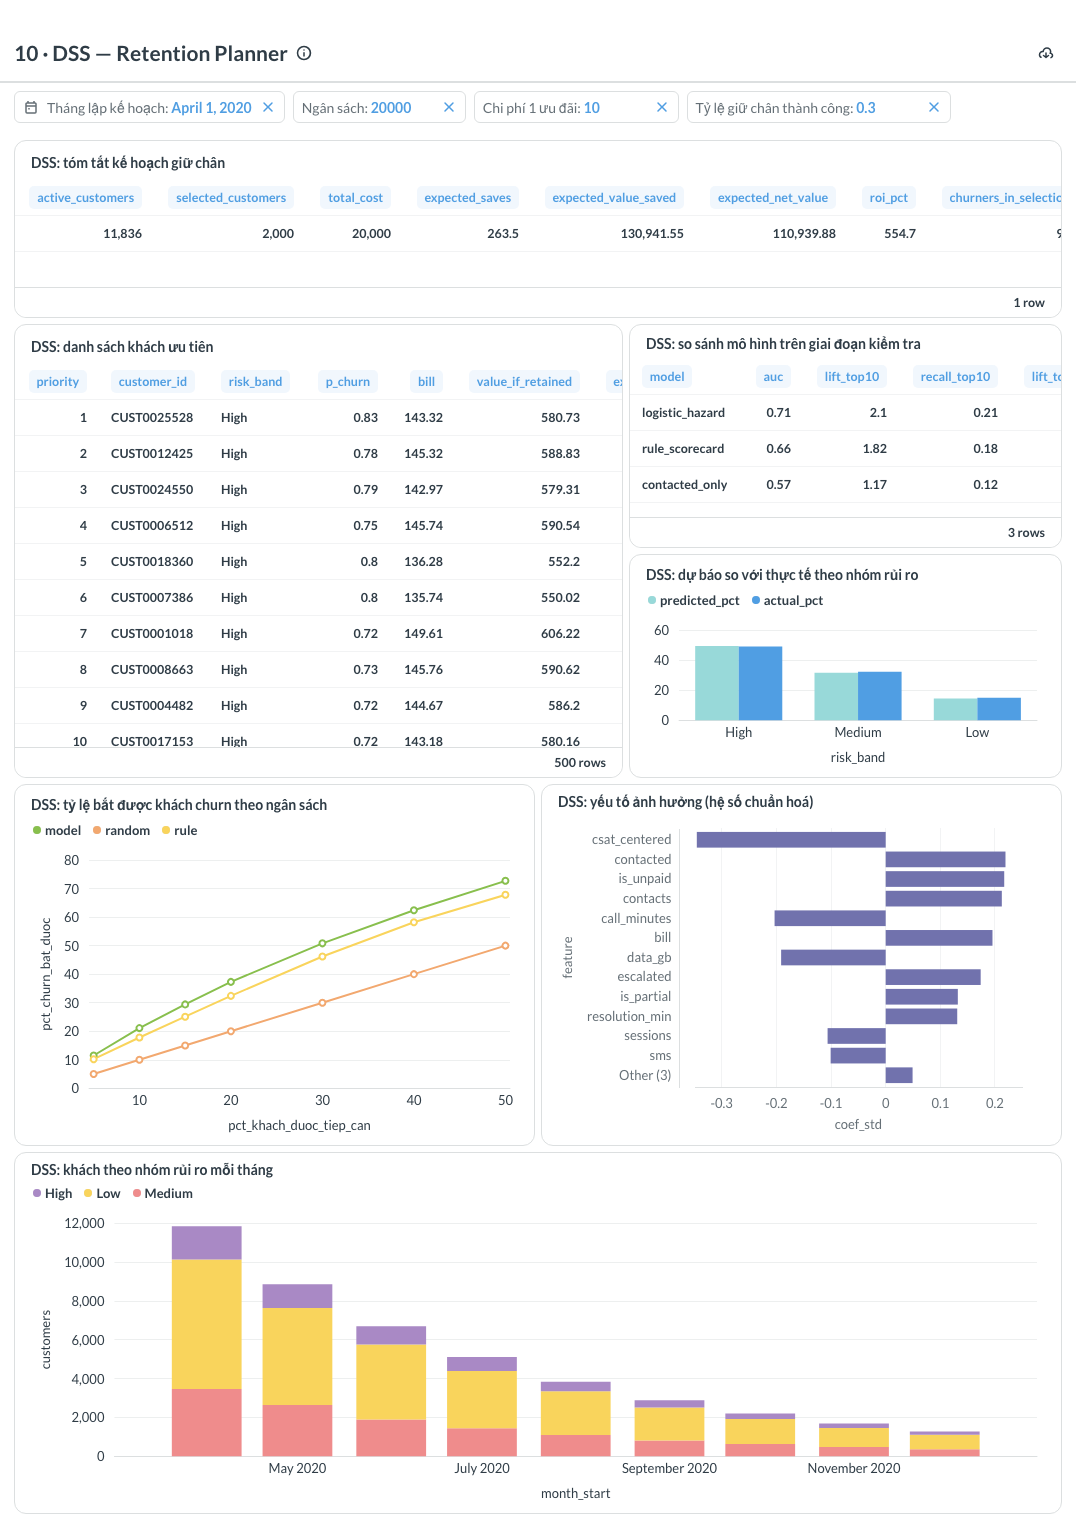 10 · DSS — Retention Planner
Tháng lập kế hoạch: April 1, 2020
Ngân sách: 20000
Chi phí 1 ưu đãi: 10
Tỷ lệ giữ chân thành công: 0.3
DSS: tóm tắt kế hoạch giữ chân
active_customers selected_customers total_cost expected_saves expected_value_saved expected_net_value roi_pct churners_in_selectio
11,836 2,000 20,000 263.5 130,941.55 110,939.88 554.7
1 row
DSS: danh sách khách ưu tiên
priority customer_id risk_band p_churn bill value_if_retained ex
1 CUST0025528 High 0.83 143.32 580.73
2 CUST0012425 High 0.78 145.32 588.83
3 CUST0024550 High 0.79 142.97 579.31
4 CUST0006512 High 0.75 145.74 590.54
5 CUST0018360 High 0.8 136.28 552.2
6 CUST0007386 High 0.8 135.74 550.02
7 CUST0001018 High 0.72 149.61 606.22
8 CUST0008663 High 0.73 145.76 590.62
9 CUST0004482 High 0.72 144.67 586.2
10 CUST0017153 High 0.72 143.18 580.16
500 rows
DSS: so sánh mô hình trên giai đoạn kiểm tra
model auc lift_top10 recall_top10 lift_to
logistic_hazard 0.71 2.1 0.21
rule_scorecard 0.66 1.82 0.18
contacted_only 0.57 1.17 0.12
3 rows
DSS: dự báo so với thực tế theo nhóm rủi ro
predicted_pct actual_pct
60
40
20
0
High Medium Low
risk_band
DSS: tỷ lệ bắt được khách churn theo ngân sách
model random rule
80
70
60
50
40
30
20
10
0
pct_churn_bat_duoc
10 20 30 40 50
pct_khach_duoc_tiep_can
DSS: yếu tố ảnh hưởng (hệ số chuẩn hoá)
csat_centered
contacted
is_unpaid
contacts
call_minutes
bill
data_gb
escalated
is_partial
resolution_min
sessions
sms
Other (3)
feature
-0.3 -0.2 -0.1 0 0.1 0.2
coef_std
DSS: khách theo nhóm rủi ro mỗi tháng
High Low Medium
12,000
10,000
8,000
6,000
4,000
2,000
0
customers
May 2020 July 2020 September 2020 November 2020
month_start